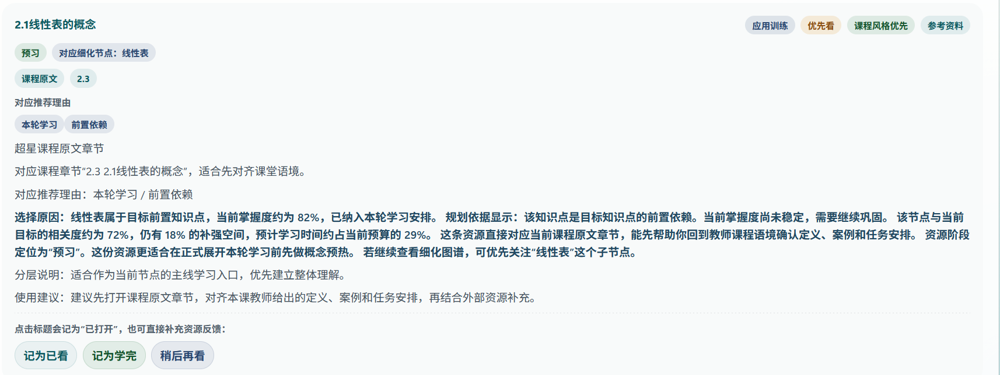 2.1线性表的概念
应用训练 优先看 课程风格优先 参考资料
预习 对应细化节点：线性表
课程原文 2.3
对应推荐理由
本轮学习 前置依赖
超星课程原文章节
对应课程章节“2.3 2.1线性表的概念”，适合先对齐课堂语境。
对应推荐理由：本轮学习 / 前置依赖
选择原因：线性表属于目标前置知识点，当前掌握度约为 82%，已纳入本轮学习安排。 规划依据显示：该知识点是目标知识点的前置依赖。当前掌握度尚未稳定，需要继续巩固。 该节点与当前
目标的相关度约为 72%，仍有 18% 的补强空间，预计学习时间约占当前预算的 29%。 这条资源直接对应当前课程原文章节，能先帮助你回到教师课程语境确认定义、案例和任务安排。 资源阶段
定位为“预习”。这份资源更适合在正式展开本轮学习前先做概念预热。 若继续查看细化图谱，可优先关注“线性表”这个子节点。
分层说明：适合作为当前节点的主线学习入口，优先建立整体理解。
使用建议：建议先打开课程原文章节，对齐本课教师给出的定义、案例和任务安排，再结合外部资源补充。
点击标题会记为“已打开”，也可直接补充资源反馈：
记为已看 记为学完 稍后再看